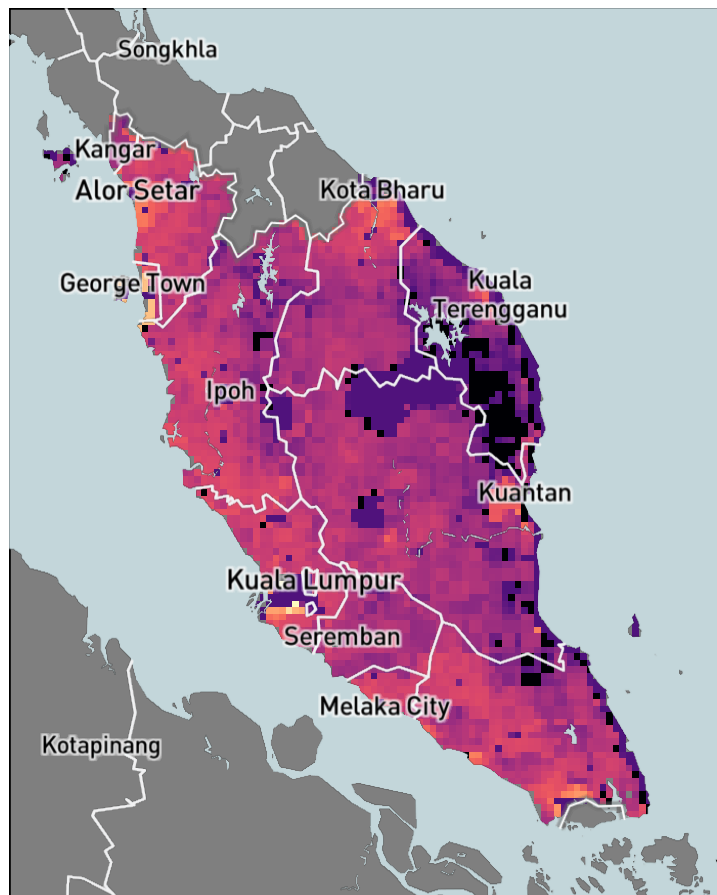 Songkhla
Kangar
Alor Setar
Kota Bharu
George Town
Kuala
Terengganu
Ipoh
Kuantan
Kuala Lumpur
Seremban
Melaka City
Kotapinang